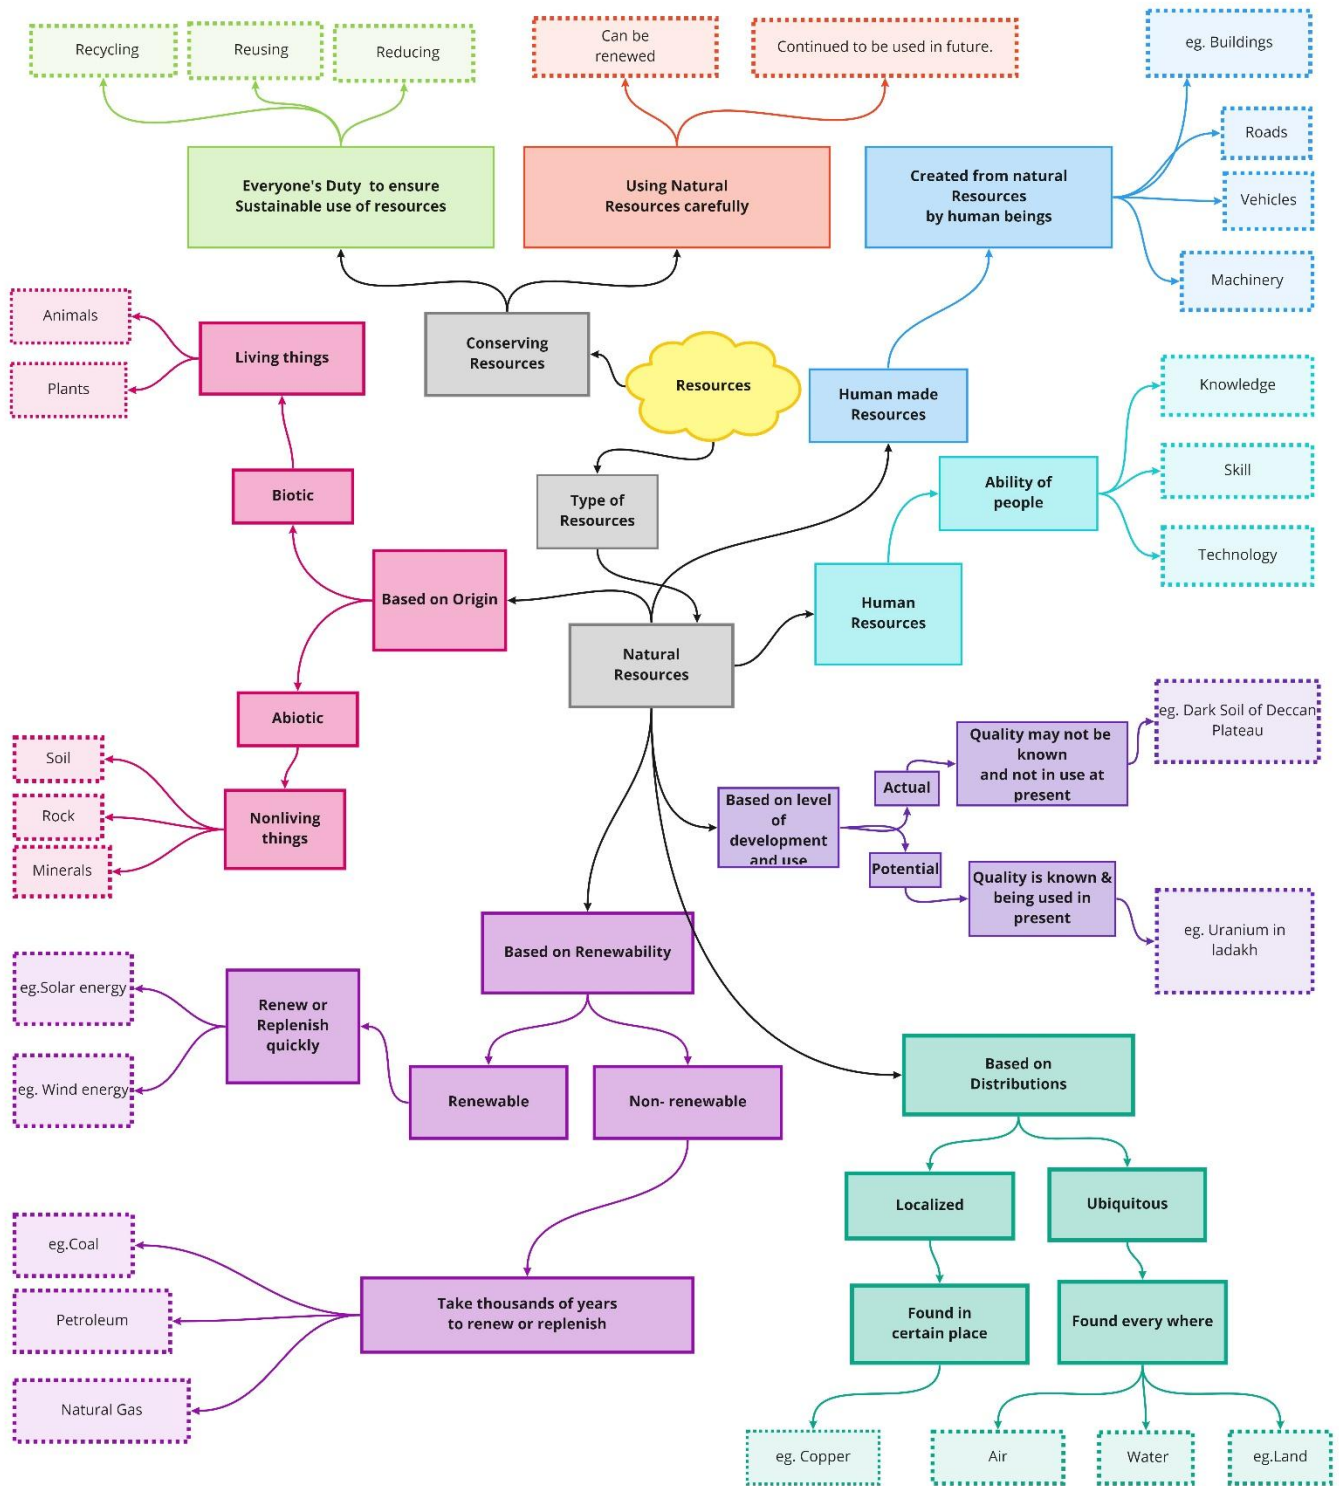 Recycling
Reusing
Reducing
Can be
renewed
Continued to be used in future.
eg. Buildings
Roads
Vehicles
Machinery
Everyone's Duty to ensure
Sustainable use of resources
Using Natural
Resources carefully
Created from natural
Resources
by human beings
Animals
Plants
Living things
Conserving
Resources
Resources
Human made
Resources
Knowledge
Skill
Technology
Ability of
people
Biotic
Type of
Resources
Based on Origin
Human
Resources
Natural
Resources
Abiotic
Soil
Rock
Minerals
Nonliving
things
Based on level
of
development
and use
Actual
Potential
Quality may not be
known
and not in use at
present
eg. Dark Soil of Deccan
Plateau
Quality is known &
being used in
present
eg. Uranium in
ladakh
Based on Renewability
eg.Solar energy
eg. Wind energy
Renew or
Replenish
quickly
Renewable
Non- renewable
Based on
Distributions
Localized
Ubiquitous
eg.Coal
Petroleum
Natural Gas
Take thousands of years
to renew or replenish
Found in
certain place
Found every where
eg. Copper
Air
Water
eg.Land